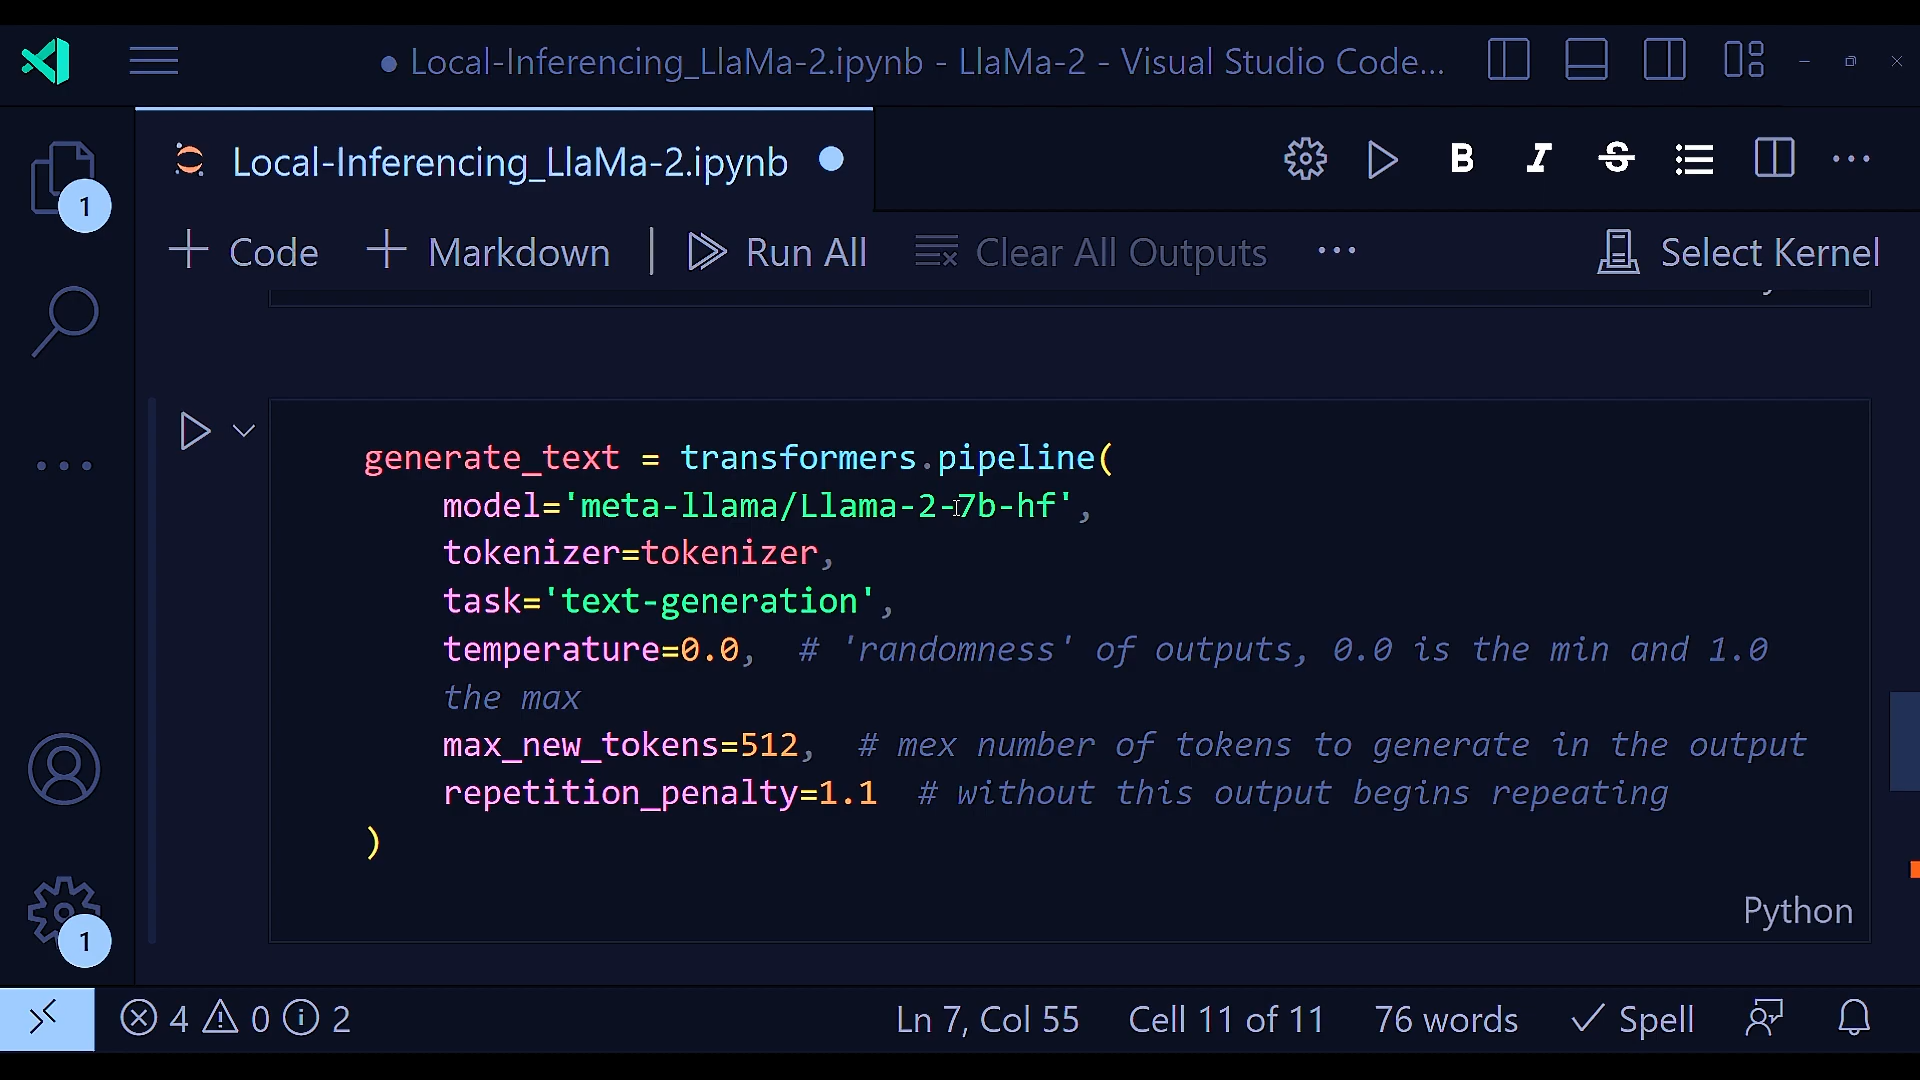 ● Local-Inferencing_LlaMa-2.ipynb - LlaMa-2 - Visual Studio Code...
Local-Inferencing_LlaMa-2.ipynb ●
1
+ Code + Markdown | Run All Clear All Outputs ... Select Kernel
generate_text = transformers.pipeline(
model='meta-llama/Llama-2-7b-hf',
tokenizer=tokenizer,
task='text-generation',
temperature=0.0, # 'randomness' of outputs, 0.0 is the min and 1.0
the max
max_new_tokens=512, # mex number of tokens to generate in the output
repetition_penalty=1.1 # without this output begins repeating
)
Python
1
4 0 2 Ln 7, Col 55 Cell 11 of 11 76 words Spell